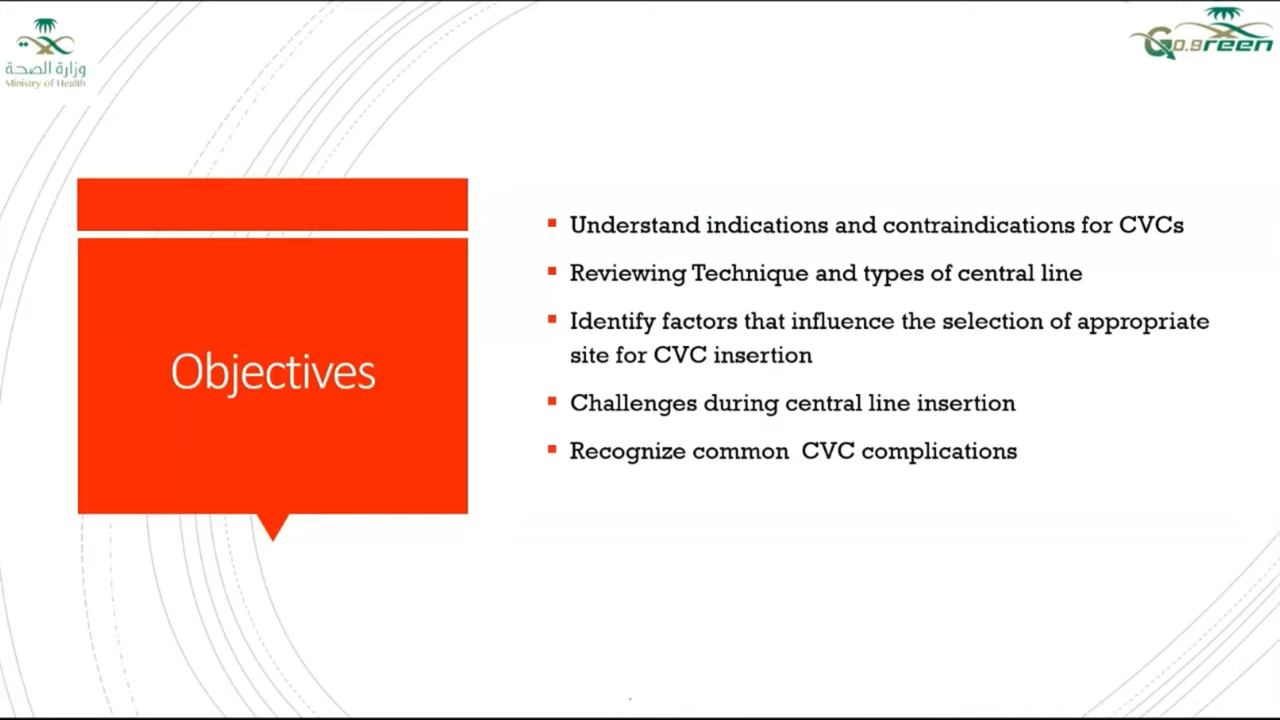 وزارة الصحة
Ministry of Health
Go.green
Objectives
Understand indications and contraindications for CVCs
Reviewing Technique and types of central line
Identify factors that influence the selection of appropriate
site for CVC insertion
Challenges during central line insertion
Recognize common  CVC complications